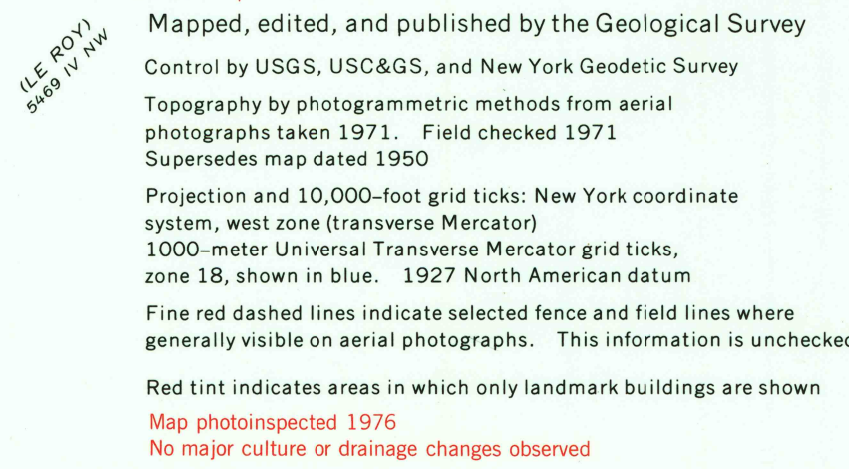 (LE ROY)
5469 IV NW
Mapped, edited, and published by the Geological Survey
Control by USGS, USC&GS, and New York Geodetic Survey
Topography by photogrammetric methods from aerial
photographs taken 1971. Field checked 1971
Supersedes map dated 1950
Projection and 10,000-foot grid ticks: New York coordinate
system, west zone (transverse Mercator)
1000-meter Universal Transverse Mercator grid ticks,
zone 18, shown in blue. 1927 North American datum
Fine red dashed lines indicate selected fence and field lines where
generally visible on aerial photographs. This information is unchecked
Red tint indicates areas in which only landmark buildings are shown
Map photoinspected 1976
No major culture or drainage changes observed